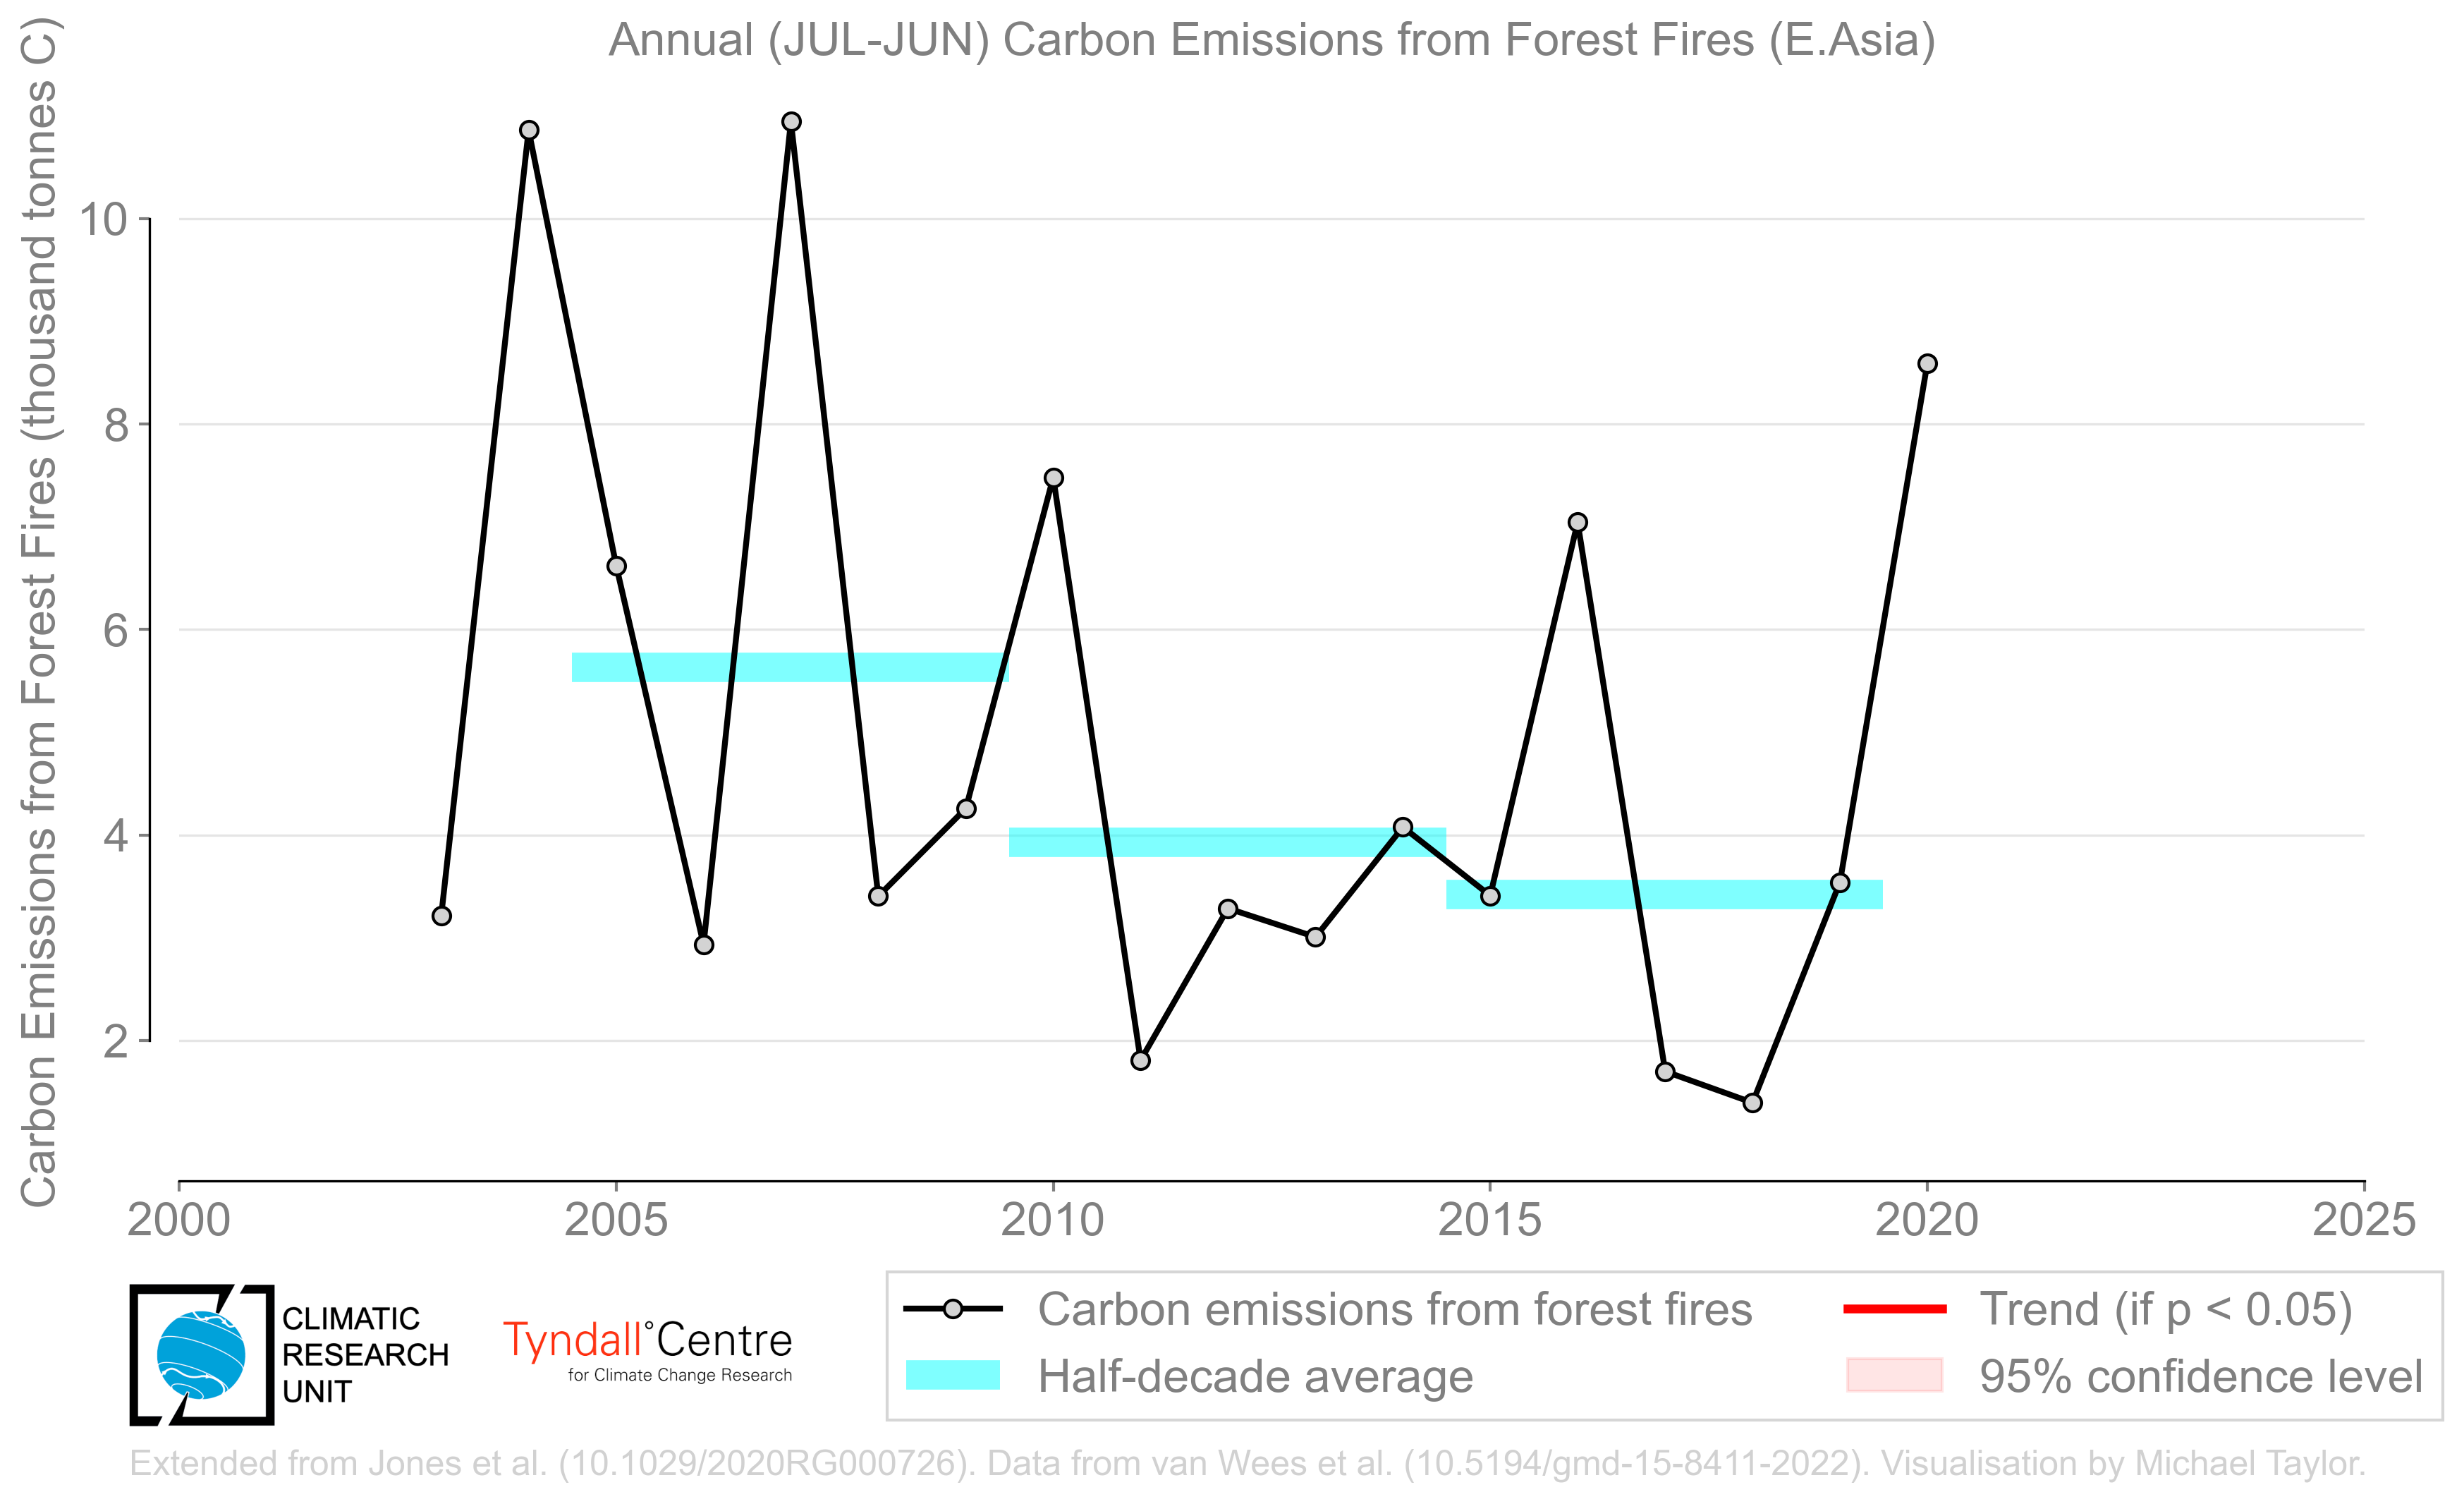 Annual (JUL-JUN) Carbon Emissions from Forest Fires (E.Asia)
Carbon Emissions from Forest Fires (thousand tonnes C)
10
8
6
4
2
2000 2005 2010 2015 2020 2025
Carbon emissions from forest fires
Half-decade average
Trend (if p < 0.05)
95% confidence level
CLIMATIC
RESEARCH
UNIT
Tyndall°Centre
for Climate Change Research
Extended from Jones et al. (10.1029/2020RG000726). Data from van Wees et al. (10.5194/gmd-15-8411-2022). Visualisation by Michael Taylor.